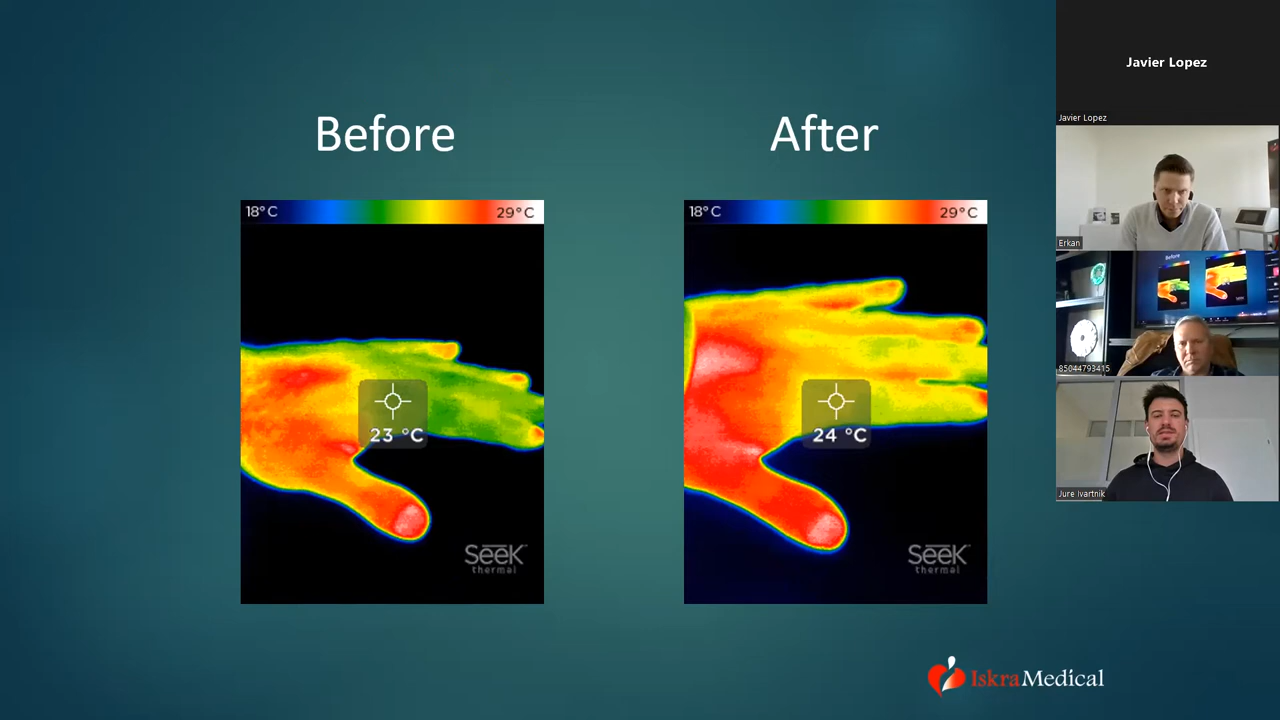 Before
After
18°C
29°C
18°C
29°C
23 °C
24 °C
Seek
thermal
Seek
thermal
IskraMedical
Javier Lopez
Javier Lopez
Erkan
Before
85044793415
Jure Ivartnik